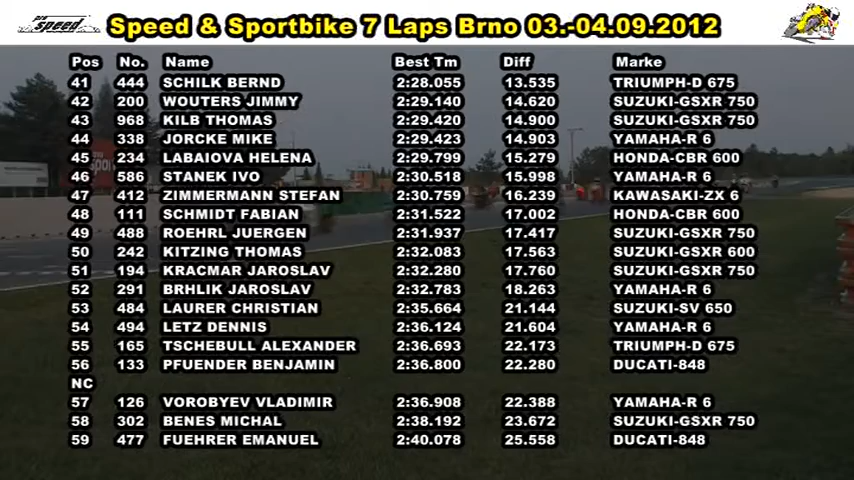 speed Speed & Sportbike 7 Laps Brno 03.-04.09.2012
Pos No. Name Best Tm Diff Marke
41 444 SCHILK BERND 2:28.055 13.535 TRIUMPH-D 675
42 200 WOUTERS JIMMY 2:29.140 14.620 SUZUKI-GSXR 750
43 968 KILB THOMAS 2:29.420 14.900 SUZUKI-GSXR 750
44 338 JORCKE MIKE 2:29.423 14.903 YAMAHA-R 6
45 234 LABAIOVA HELENA 2:29.799 15.279 HONDA-CBR 600
46 586 STANEK IVO 2:30.518 15.998 YAMAHA-R 6
47 412 ZIMMERMANN STEFAN 2:30.759 16.239 KAWASAKI-ZX 6
48 111 SCHMIDT FABIAN 2:31.522 17.002 HONDA-CBR 600
49 488 ROEHRL JUERGEN 2:31.937 17.417 SUZUKI-GSXR 750
50 242 KITZING THOMAS 2:32.083 17.563 SUZUKI-GSXR 600
51 194 KRACMAR JAROSLAV 2:32.280 17.760 SUZUKI-GSXR 750
52 291 BRHLIK JAROSLAV 2:32.783 18.263 YAMAHA-R 6
53 484 LAURER CHRISTIAN 2:35.664 21.144 SUZUKI-SV 650
54 494 LETZ DENNIS 2:36.124 21.604 YAMAHA-R 6
55 165 TSCHEBULL ALEXANDER 2:36.693 22.173 TRIUMPH-D 675
56 133 PFUENDER BENJAMIN 2:36.800 22.280 DUCATI-848
NC
57 126 VOROBYEV VLADIMIR 2:36.908 22.388 YAMAHA-R 6
58 302 BENES MICHAL 2:38.192 23.672 SUZUKI-GSXR 750
59 477 FUEHRER EMANUEL 2:40.078 25.558 DUCATI-848